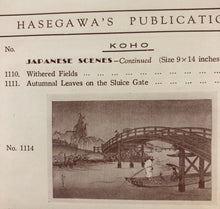 HASEGAWA'S PUBLICATIO
No. KOHO
JAPANESE SCENES—Continued (Size 9×14 inches
1110. Withered Fields ... ... ... ... ... ...
1111. Autumnal Leaves on the Sluice Gate ... ... ...
No. 1114